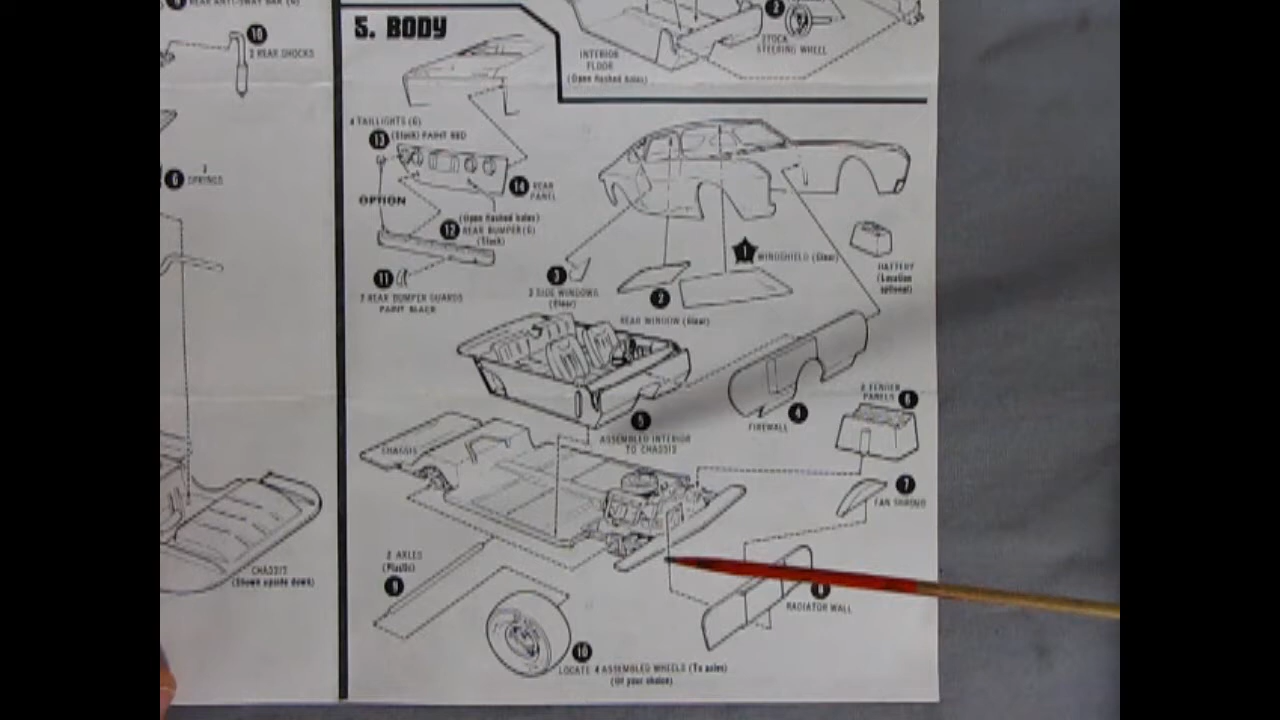 REAR ANTI-SWAY BAR (6)
10
2 REAR SHOCKS
6
SPRINGS
CHASSIS
(Shown upside down)
2
STOCK
STEERING WHEEL
INTERIOR
FLOOR
(Open flashed holes)
5. BODY
4 TAILLIGHTS (6)
13
(Stock) PAINT RED
14
REAR
PANEL
OPTION
(Open flashed holes)
12
REAR BUMPER (6)
(Stock)
11
2 REAR BUMPER GUARDS
PAINT BLACK
1
WINDSHIELD (Clear)
BATTERY
(Location
optional)
3
2 SIDE WINDOWS
(Clear)
2
REAR WINDOW (Clear)
4
FIREWALL
5
ASSEMBLED INTERIOR
TO CHASSIS
2 FENDER
PANELS
6
7
FAN SHROUD
CHASSIS
2 AXLES
(Plastic)
9
8
RADIATOR WALL
10
LOCATE 4 ASSEMBLED WHEELS (To axles)
(Of your choice)